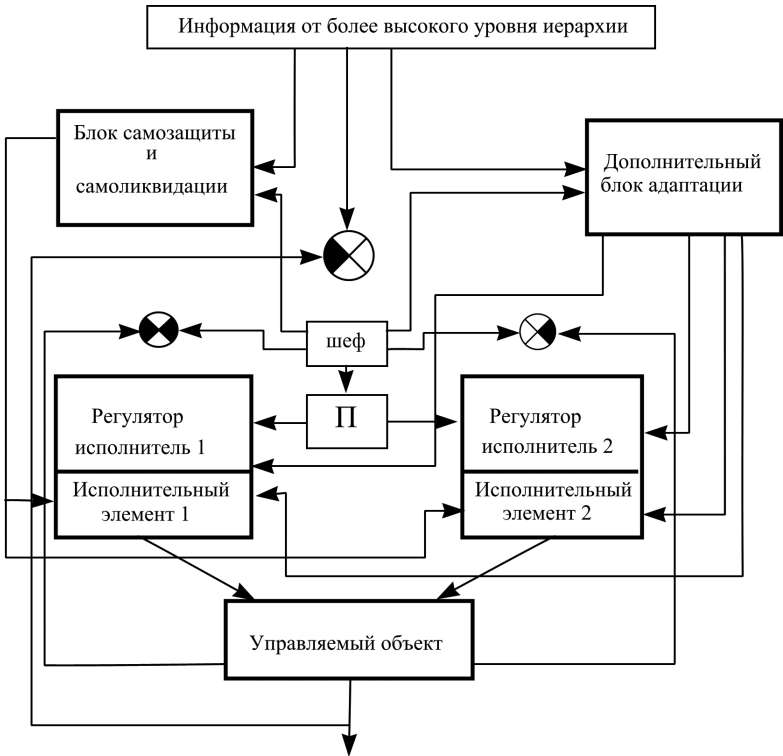 Информация от более высокого уровня иерархии
Блок самозащиты
и
самоликвидации
Дополнительный
блок адаптации
шеф
П
Регулятор
исполнитель 1
Исполнительный
элемент 1
Регулятор
исполнитель 2
Исполнительный
элемент 2
Управляемый объект